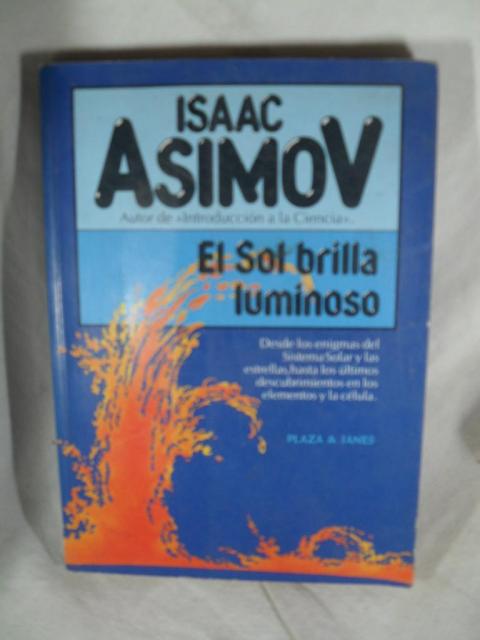 ISAAC
ASIMOV
Autor de «Introducción a la Ciencia».
El Sol brilla
luminoso
Desde los enigmas del
Sistema Solar y las
estrellas, hasta los últimos
descubrimientos en los
elementos y la célula.
PLAZA & JANES